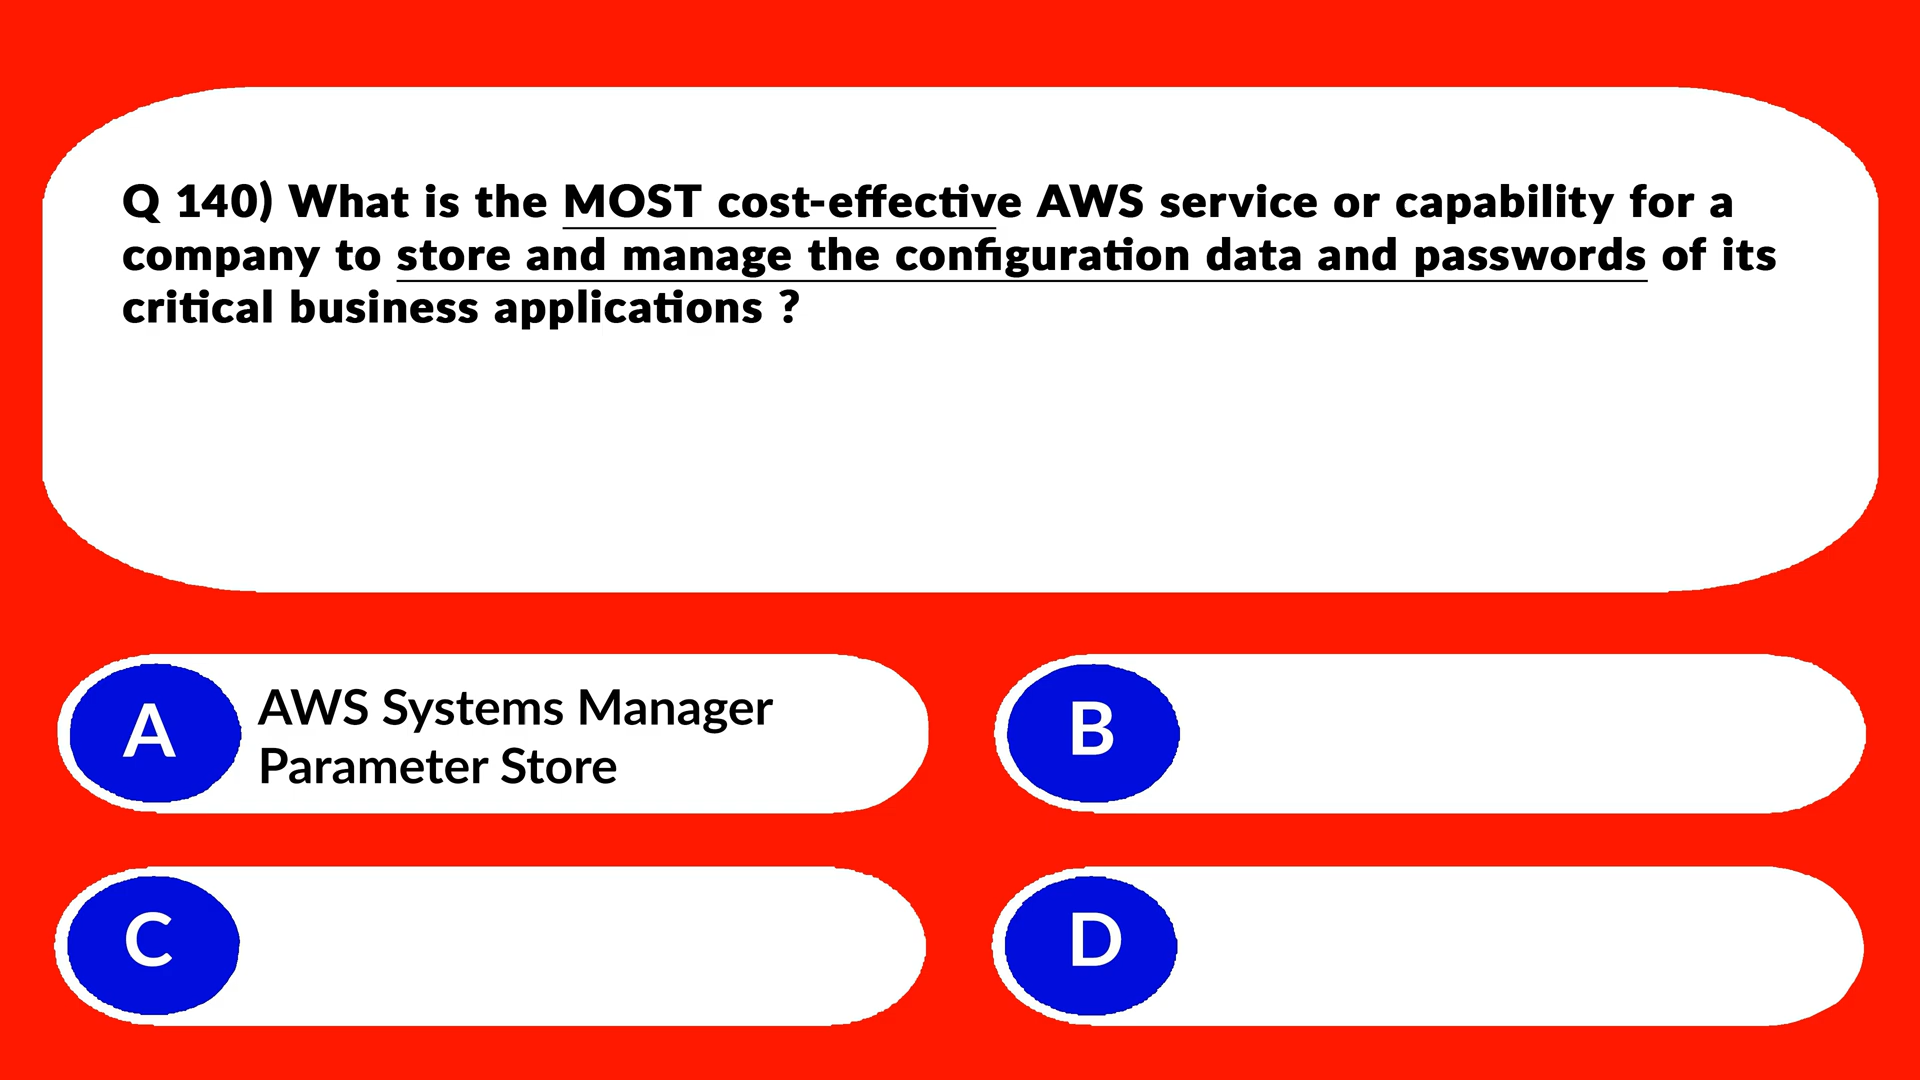 Q 140) What is the MOST cost-effective AWS service or capability for a
company to store and manage the configuration data and passwords of its
critical business applications ?
A
AWS Systems Manager
Parameter Store
B
C
D